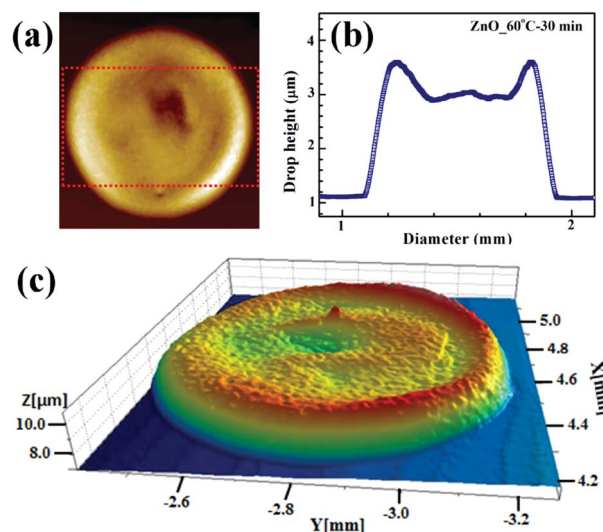 (a)
(b)
ZnO_60°C-30 min
Drop height (μm)
4
3
2
1
1
2
Diameter (mm)
(c)
Z[μm]
10.0
8.0
-2.6
-2.8
-3.0
-3.2
Y[mm]
5.0
4.8
4.6
4.4
4.2
X[mm]